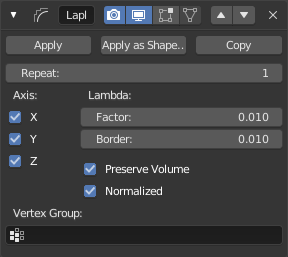 Lapl
Apply Apply as Shape.. Copy
Repeat: 1
Axis: Lambda:
X Factor: 0.010
Y Border: 0.010
Z
Preserve Volume
Normalized
Vertex Group: